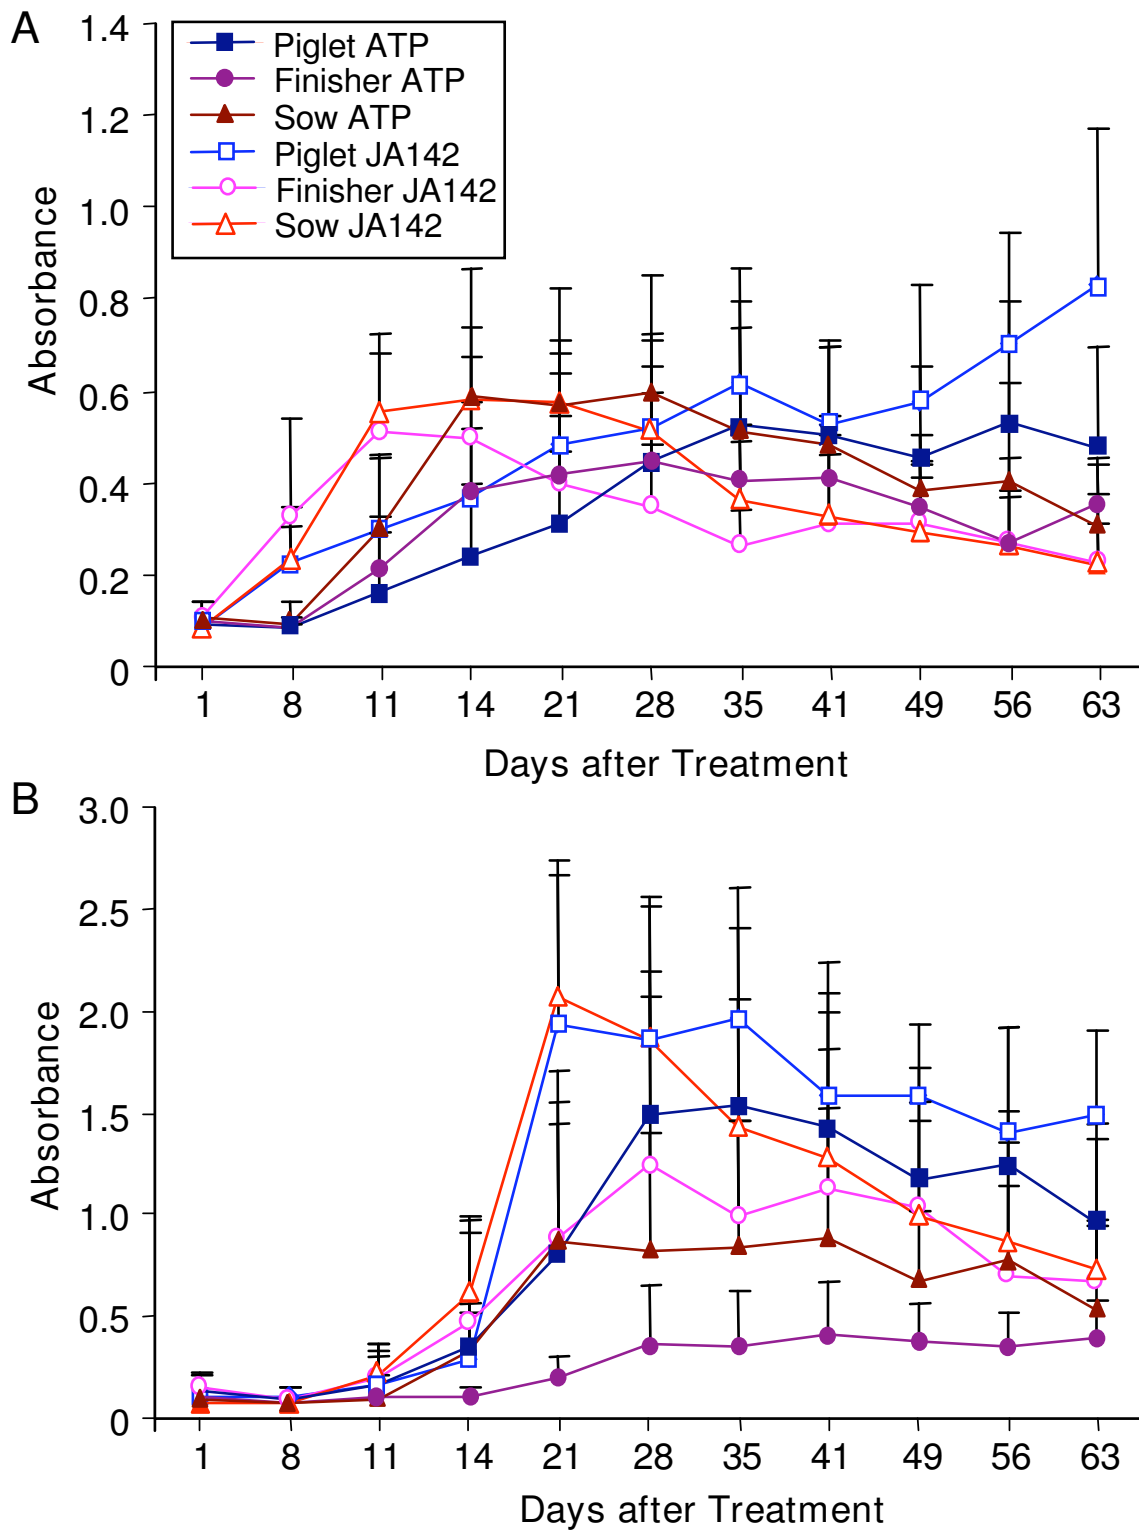 A
1.4
1.2
1.0
0.8
0.6
0.4
0.2
0
Absorbance
Piglet ATP
Finisher ATP
Sow ATP
Piglet JA142
Finisher JA142
Sow JA142
1 8 11 14 21 28 35 41 49 56 63
Days after Treatment
B
3.0
2.5
2.0
1.5
1.0
0.5
0
Absorbance
1 8 11 14 21 28 35 41 49 56 63
Days after Treatment